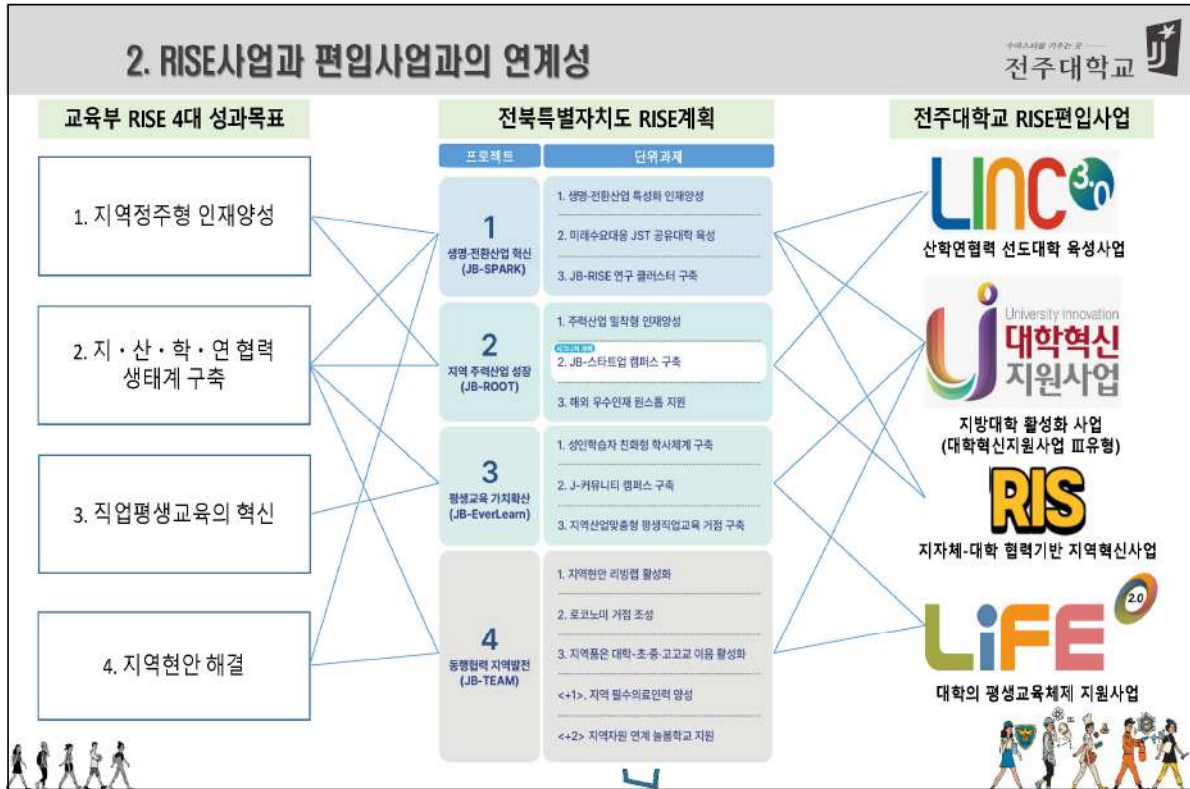 2. RISE사업과 편입사업과의 연계성
수퍼스타를 키우는 곳
전주대학교
교육부 RISE 4대 성과목표
1. 지역정주형 인재양성
2. 지・산・학・연 협력
생태계 구축
3. 직업평생교육의 혁신
4. 지역현안 해결
전북특별자치도 RISE계획
프로젝트
단위과제
1
생명·전환산업 혁신
(JB-SPARK)
1. 생명·전환산업 특성화 인재양성
2. 미래수요대응 JST 공유대학 육성
3. JB-RISE 연구 클러스터 구축
2
지역 주력산업 성장
(JB-ROOT)
1. 주력산업 밀착형 인재양성
2. JB-스타트업 캠퍼스 구축
3. 해외 우수인재 원스톱 지원
3
평생교육 가치확산
(JB-EverLearn)
1. 성인학습자 친화형 학사체계 구축
2. J-커뮤니티 캠퍼스 구축
3. 지역산업맞춤형 평생직업교육 거점 구축
4
동행협력 지역발전
(JB-TEAM)
1. 지역현안 리빙랩 활성화
2. 로코노미 거점 조성
3. 지역품은 대학-초·중·고교 이음 활성화
<+1>. 지역 필수의료인력 양성
<+2> 지역자원 연계 늘봄학교 지원
전주대학교 RISE편입사업
LINC 3.0
산학연협력 선도대학 육성사업
University innovation
대학혁신
지원사업
지방대학 활성화 사업
(대학혁신지원사업 Ⅲ유형)
RIS
지자체-대학 협력기반 지역혁신사업
LiFE 2.0
대학의 평생교육체제 지원사업